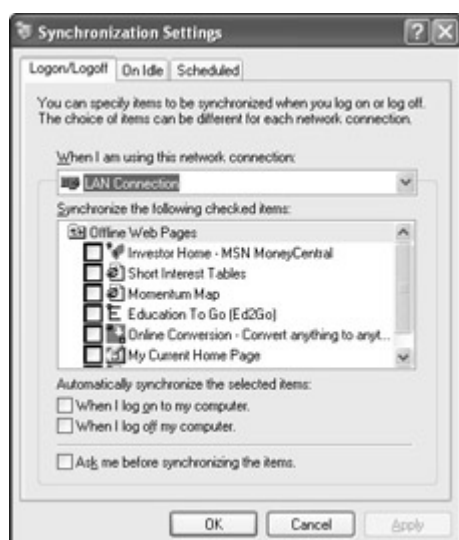 Synchronization Settings
Logon/Logoff On Idle Scheduled
You can specify items to be synchronized when you log on or log off.
The choice of items can be different for each network connection.
When I am using this network connection:
LAN Connection
Synchronize the following checked items:
Offline Web Pages
Investor Home - MSN MoneyCentral
Short Interest Tables
Momentum Map
Education To Go (Ed2Go)
Online Conversion - Convert anything to anyt...
My Current Home Page
Automatically synchronize the selected items:
When I log on to my computer.
When I log off my computer.
Ask me before synchronizing the items.
OK Cancel Apply